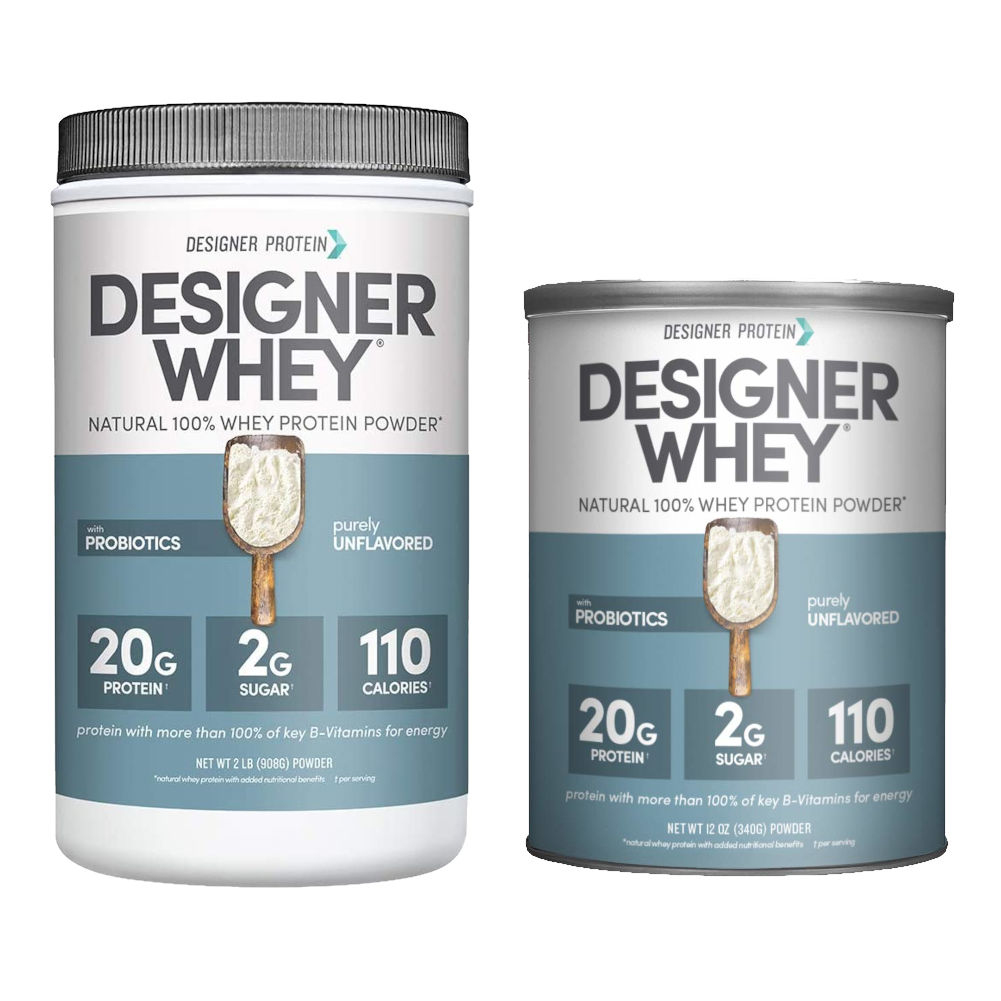 DESIGNER PROTEIN
DESIGNER
WHEY®
NATURAL 100% WHEY PROTEIN POWDER*
with
PROBIOTICS
purely
UNFLAVORED
20G
PROTEIN†
2G
SUGAR†
110
CALORIES†
protein with more than 100% of key B-Vitamins for energy
NET WT 2 LB (908G) POWDER
*natural whey protein with added nutritional benefits † per serving
DESIGNER PROTEIN
DESIGNER
WHEY®
NATURAL 100% WHEY PROTEIN POWDER*
with
PROBIOTICS
purely
UNFLAVORED
20G
PROTEIN†
2G
SUGAR†
110
CALORIES†
protein with more than 100% of key B-Vitamins for energy
NET WT 12 OZ (340G) POWDER
*natural whey protein with added nutritional benefits † per serving